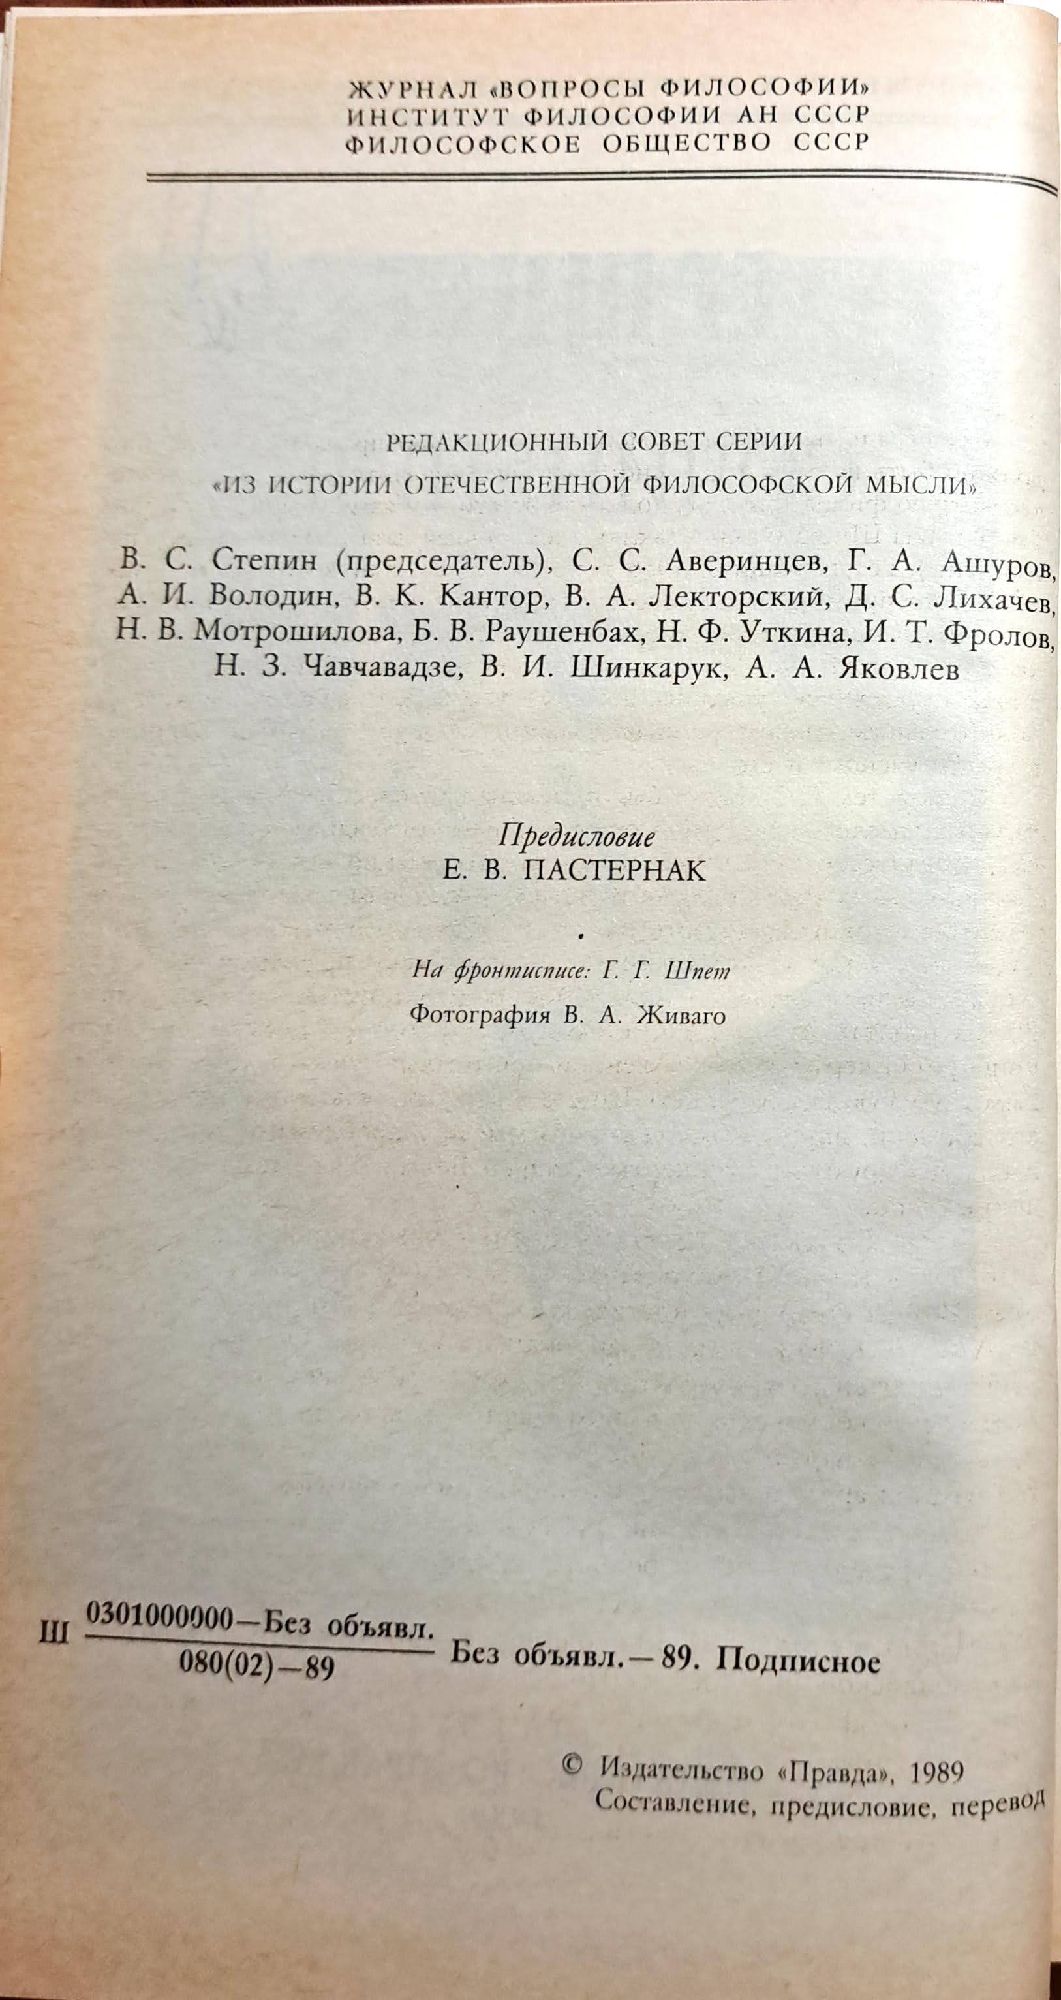 ЖУРНАЛ «ВОПРОСЫ ФИЛОСОФИИ»
ИНСТИТУТ ФИЛОСОФИИ АН СССР
ФИЛОСОФСКОЕ ОБЩЕСТВО СССР
РЕДАКЦИОННЫЙ СОВЕТ СЕРИИ
«ИЗ ИСТОРИИ ОТЕЧЕСТВЕННОЙ ФИЛОСОФСКОЙ МЫСЛИ»
В. С. Степин (председатель), С. С. Аверинцев, Г. А. Ашуров,
А. И. Володин, В. К. Кантор, В. А. Лекторский, Д. С. Лихачев,
Н. В. Мотрошилова, Б. В. Раушенбах, Н. Ф. Уткина, И. Т. Фролов,
Н. З. Чавчавадзе, В. И. Шинкарук, А. А. Яковлев
Предисловие
Е. В. ПАСТЕРНАК
На фронтисписе: Г. Г. Шпет
Фотография В. А. Живаго
Ш 0301000000—Без объявл.
080(02)—89
Без объявл.— 89. Подписное
© Издательство «Правда», 1989
Составление, предисловие, перевод